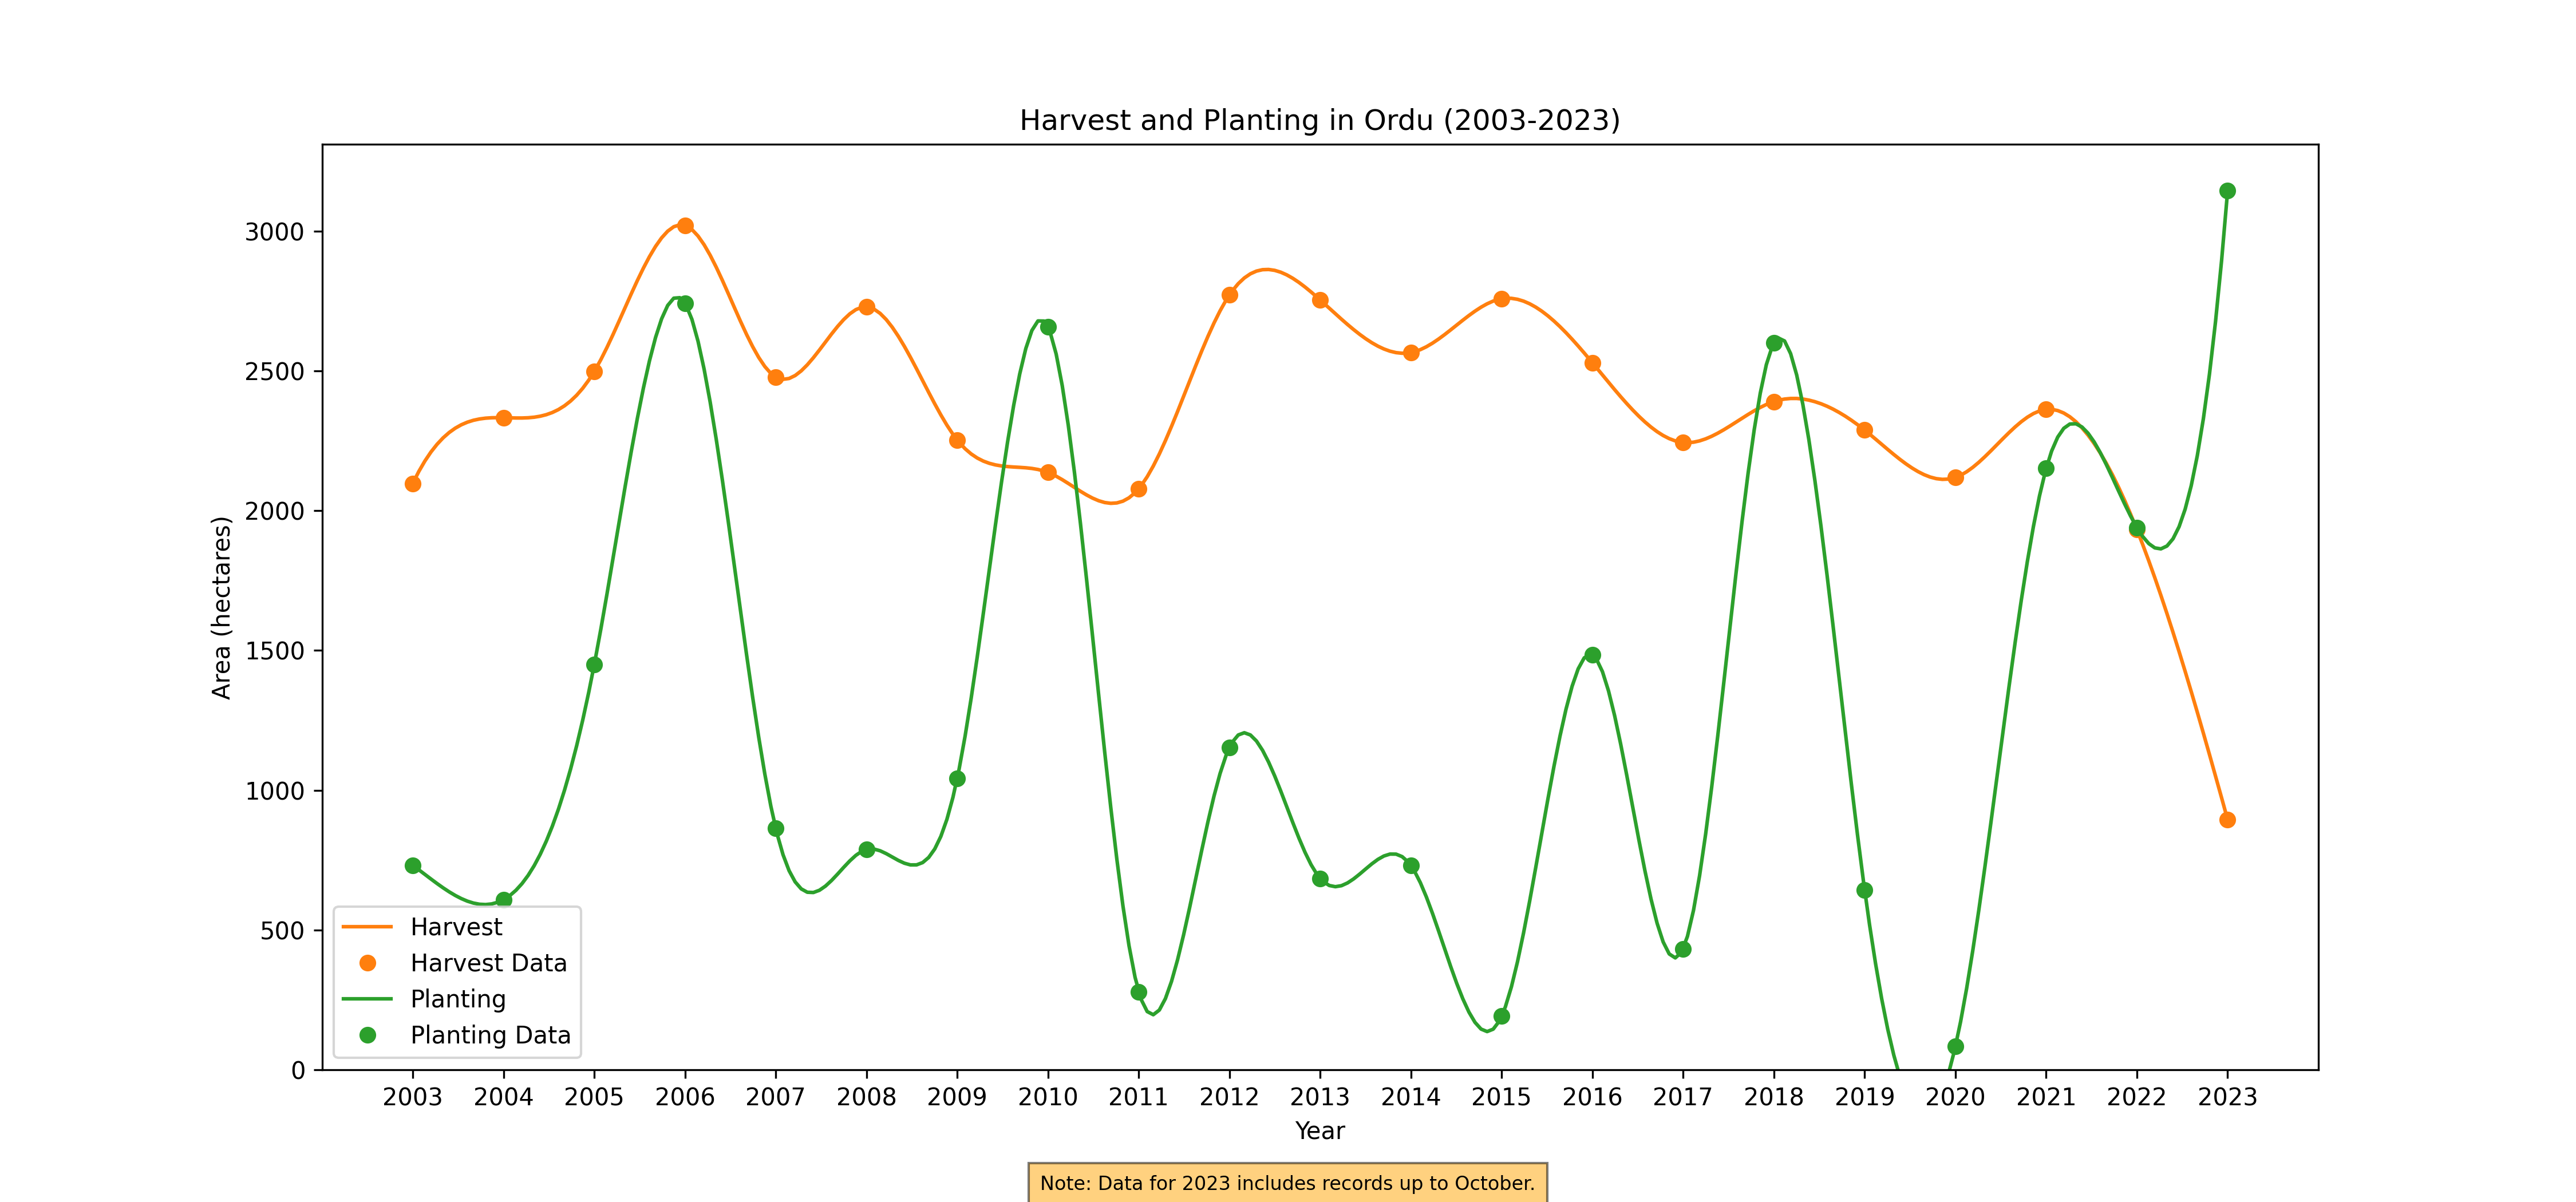 Harvest and Planting in Ordu (2003-2023)
Area (hectares)
3000
2500
2000
1500
1000
500
0
Harvest
Harvest Data
Planting
Planting Data
2003 2004 2005 2006 2007 2008 2009 2010 2011 2012 2013 2014 2015 2016 2017 2018 2019 2020 2021 2022 2023
Year
Note: Data for 2023 includes records up to October.